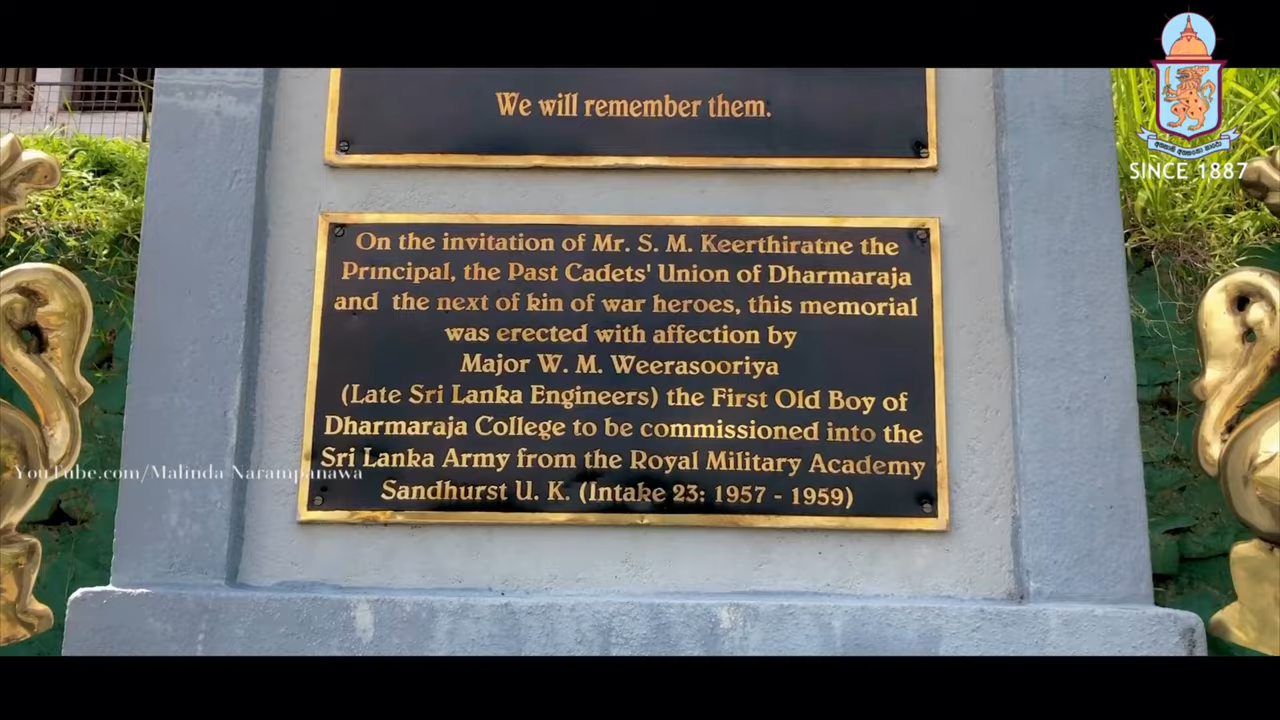 We will remember them.
SINCE 1887
On the invitation of Mr. S. M. Keerthiratne the
Principal, the Past Cadets' Union of Dharmaraja
and the next of kin of war heroes, this memorial
was erected with affection by
Major W. M. Weerasooriya
(Late Sri Lanka Engineers) the First Old Boy of
Dharmaraja College to be commissioned into the
Sri Lanka Army from the Royal Military Academy
Sandhurst U. K. (Intake 23: 1957 - 1959)
YouTube.com/Malinda Narampanawa